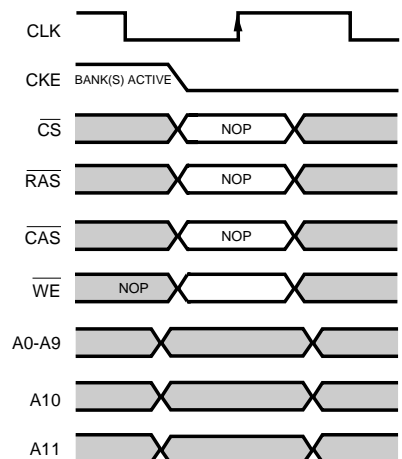 CLK
CKE BANK(S) ACTIVE
CS NOP
RAS NOP
CAS NOP
WE NOP
A0-A9
A10
A11